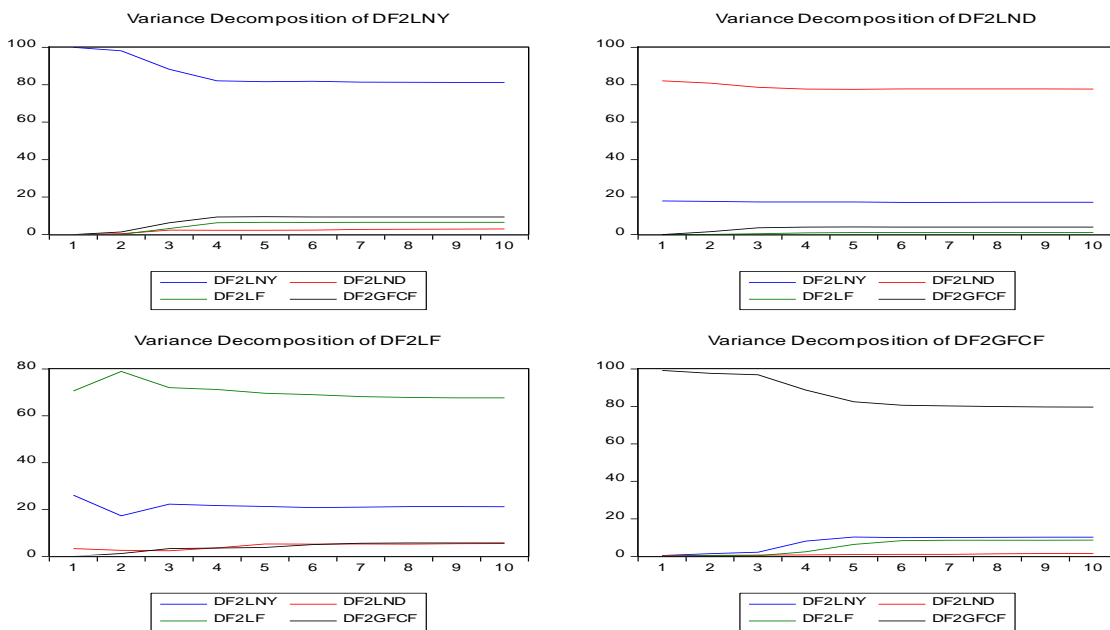 Variance Decomposition of DF2LNY
100
80
60
40
20
0
1 2 3 4 5 6 7 8 9 10
DF2LNY DF2LND
DF2LF DF2GFCF
Variance Decomposition of DF2LND
100
80
60
40
20
0
1 2 3 4 5 6 7 8 9 10
DF2LNY DF2LND
DF2LF DF2GFCF
Variance Decomposition of DF2LF
80
60
40
20
0
1 2 3 4 5 6 7 8 9 10
DF2LNY DF2LND
DF2LF DF2GFCF
Variance Decomposition of DF2GFCF
100
80
60
40
20
0
1 2 3 4 5 6 7 8 9 10
DF2LNY DF2LND
DF2LF DF2GFCF